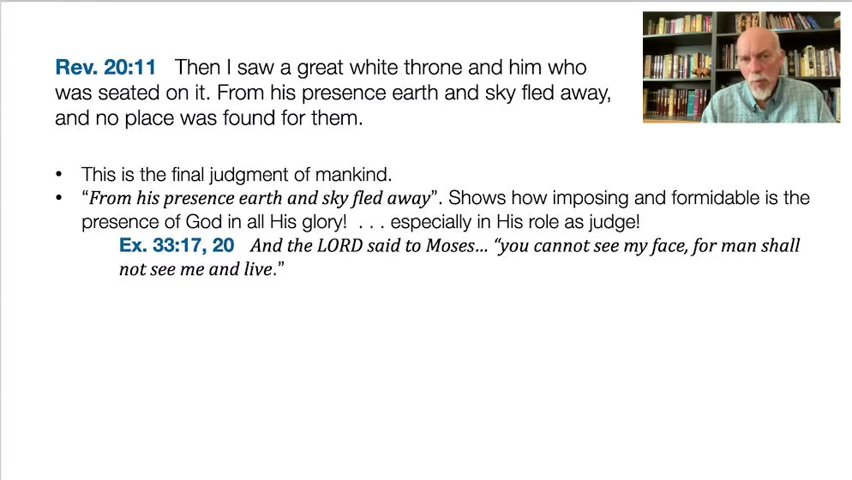 Rev. 20:11 Then I saw a great white throne and him who
was seated on it. From his presence earth and sky fled away,
and no place was found for them.
• This is the final judgment of mankind.
• “From his presence earth and sky fled away”. Shows how imposing and formidable is the
presence of God in all His glory! . . . especially in His role as judge!
Ex. 33:17, 20 And the LORD said to Moses... “you cannot see my face, for man shall
not see me and live.”